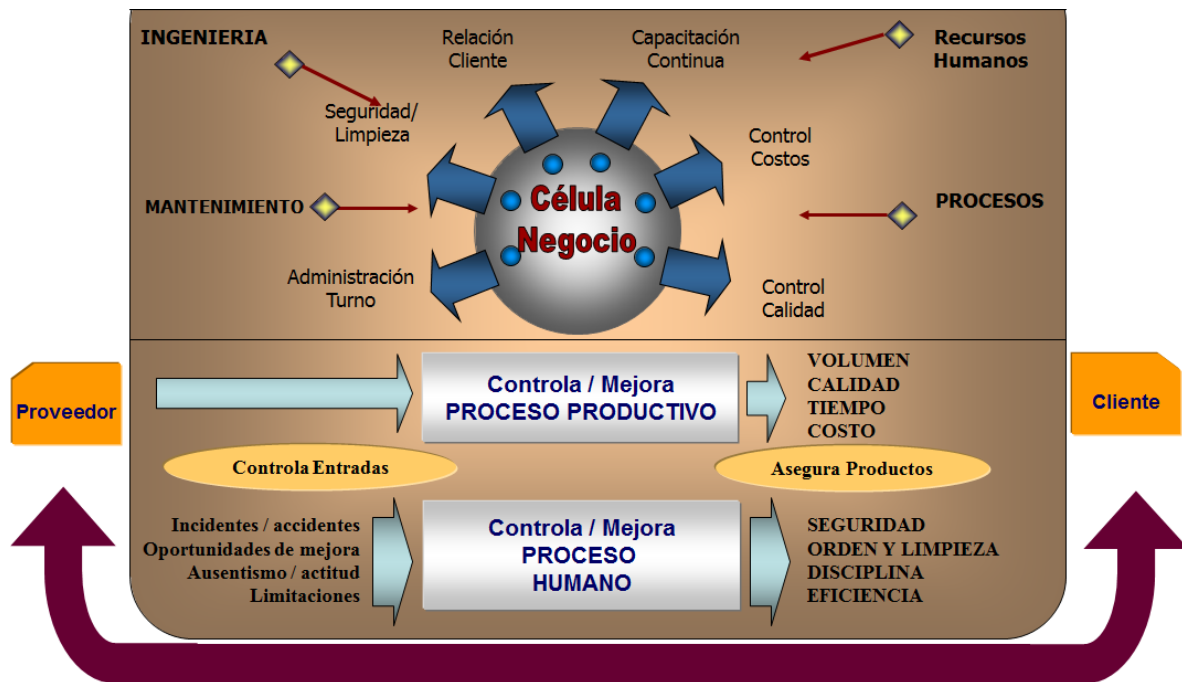 INGENIERIA
Relación
Cliente
Capacitación
Continua
Recursos
Humanos
Seguridad/
Limpieza
Control
Costos
MANTENIMIENTO
Célula
Negocio
PROCESOS
Administración
Turno
Control
Calidad
Proveedor
Controla / Mejora
PROCESO PRODUCTIVO
VOLUMEN
CALIDAD
TIEMPO
COSTO
Cliente
Controla Entradas
Asegura Productos
Incidentes / accidentes
Oportunidades de mejora
Ausentismo / actitud
Limitaciones
Controla / Mejora
PROCESO
HUMANO
SEGURIDAD
ORDEN Y LIMPIEZA
DISCIPLINA
EFICIENCIA